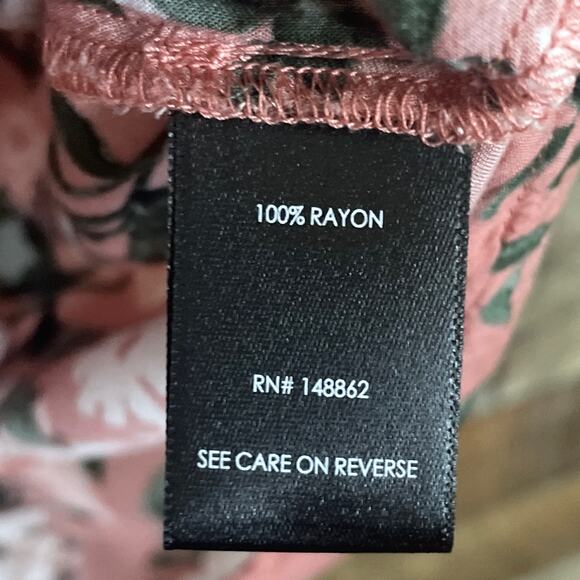 100% RAYON
RN# 148862
SEE CARE ON REVERSE